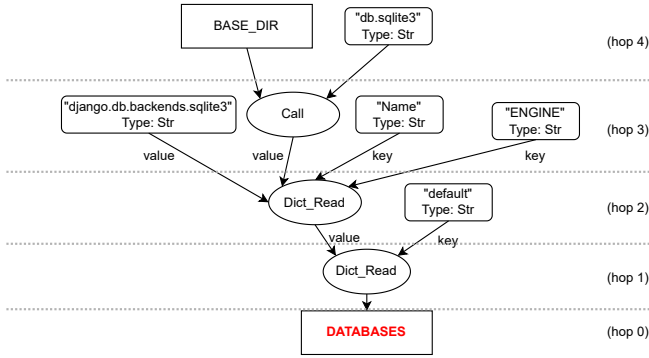 BASE_DIR
"db.sqlite3"
Type: Str
(hop 4)
"django.db.backends.sqlite3"
Type: Str
Call
"Name"
Type: Str
"ENGINE"
Type: Str
(hop 3)
value
value
key
key
Dict_Read
"default"
Type: Str
(hop 2)
value
key
Dict_Read
(hop 1)
DATABASES
(hop 0)